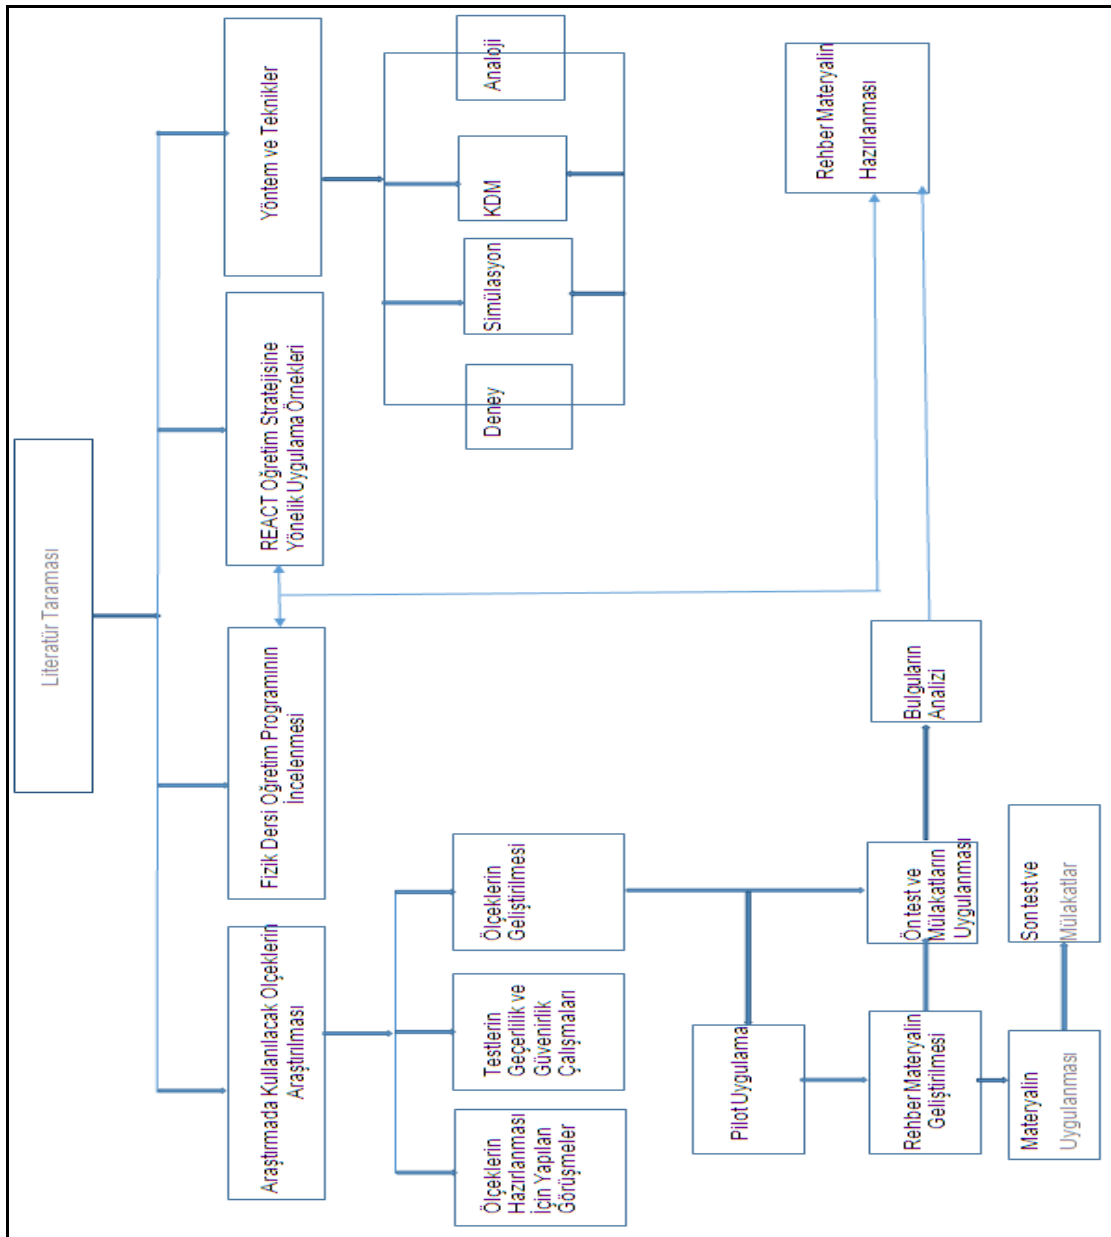 Literatür Taraması
Araştırmada Kullanılacak Ölçeklerin
Araştırılması
Fizik Dersi Öğretim Programının
İncelenmesi
REACT Öğretim Stratejisine
Yönelik Uygulama Örnekleri
Yöntem ve Teknikler
Ölçeklerin
Hazırlanması
İçin Yapılan
Görüşmeler
Testlerin
Geçerlilik ve
Güvenirlik
Çalışmaları
Ölçeklerin
Geliştirilmesi
Deney
Simülasyon
KDM
Analoji
Pilot Uygulama
Rehber Materyalin
Geliştirilmesi
Ön test ve
Mülakatların
Uygulanması
Bulguların
Analizi
Rehber Materyalin
Hazırlanması
Materyalin
Uygulanması
Son test ve
Mülakatlar